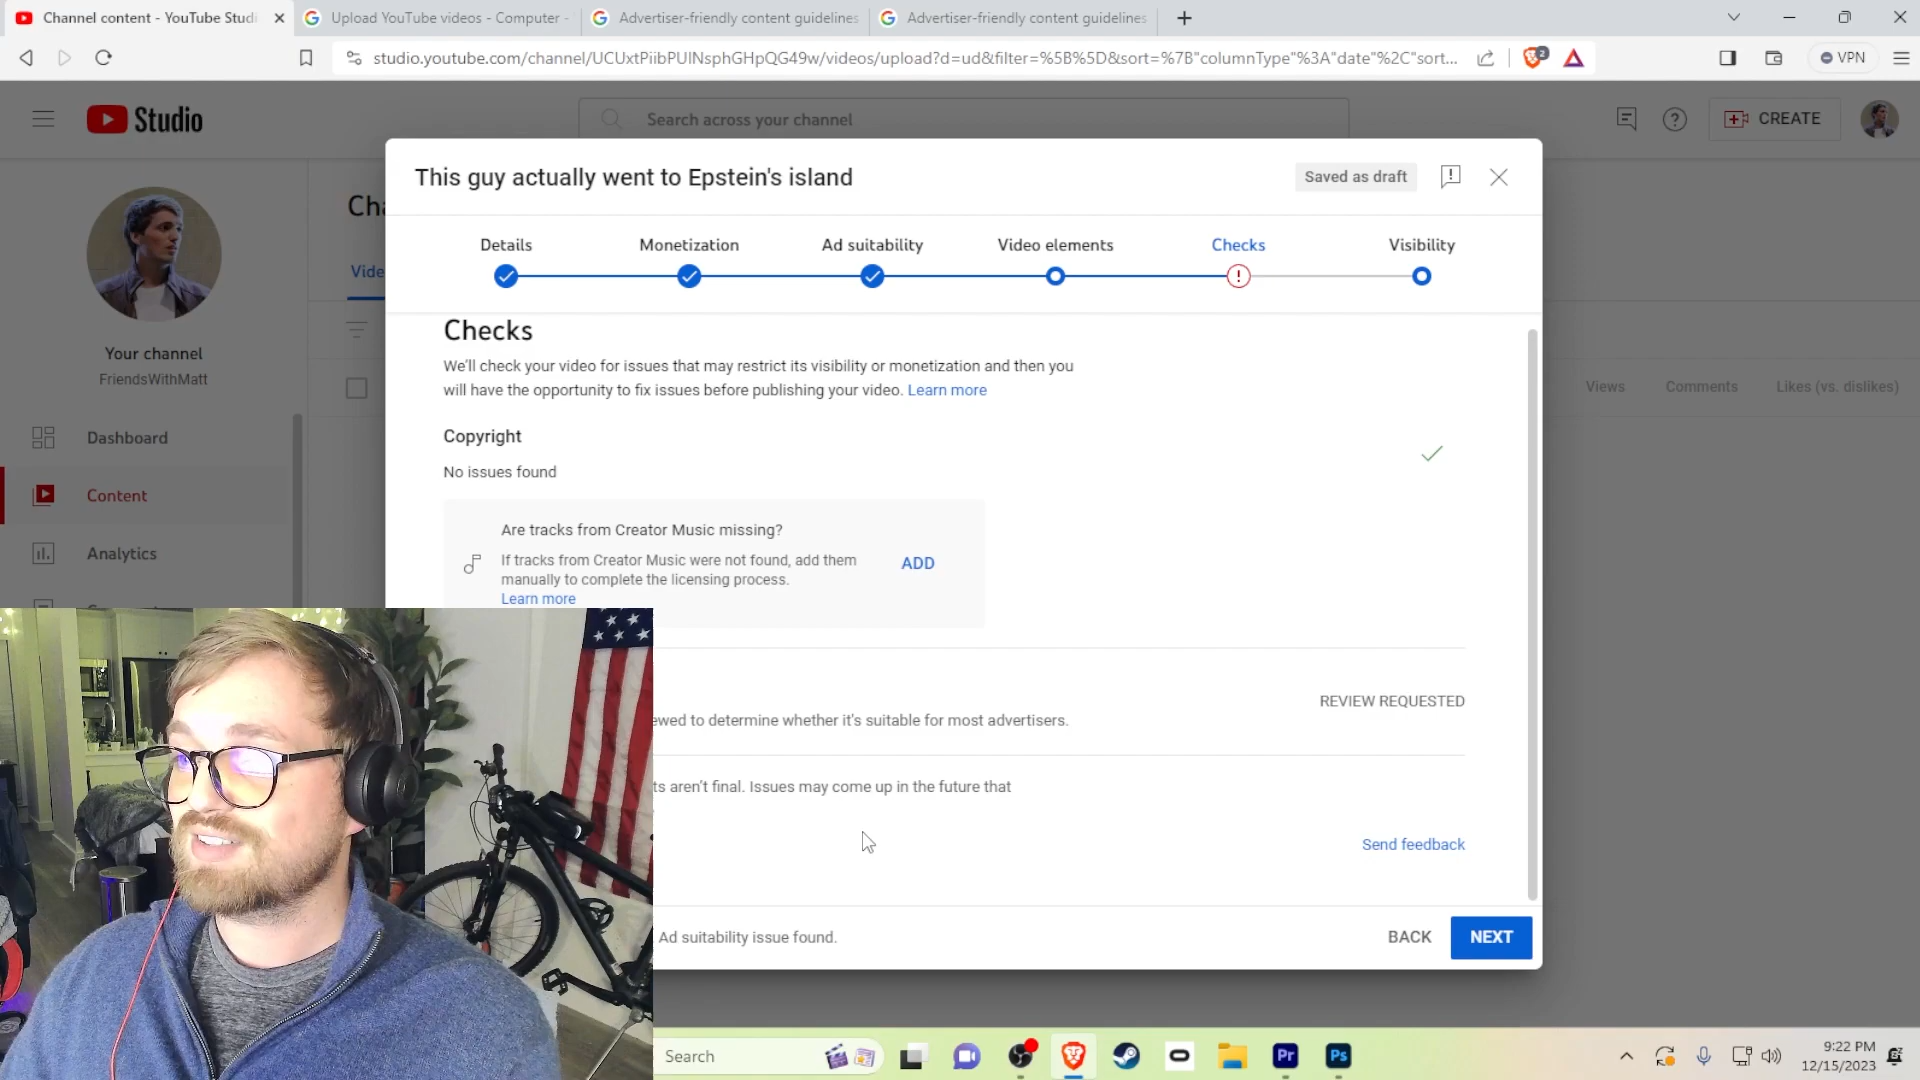 Channel content - YouTube Studi
Upload YouTube videos - Computer -
Advertiser-friendly content guidelines
Advertiser-friendly content guidelines
studio.youtube.com/channel/UCUxtPiibPUlNsphGHpQG49w/videos/upload?d=ud&filter=%5B%5D&sort=%7B"columnType"%3A"date"%2C"sort...
2
VPN
Studio
Search across your channel
CREATE
This guy actually went to Epstein's island
Saved as draft
Details
Monetization
Ad suitability
Video elements
Checks
Visibility
Vide
Your channel
FriendsWithMatt
Dashboard
Content
Analytics
Views
Comments
Likes (vs. dislikes)
Checks
We'll check your video for issues that may restrict its visibility or monetization and then you
will have the opportunity to fix issues before publishing your video. Learn more
Copyright
No issues found
Are tracks from Creator Music missing?
If tracks from Creator Music were not found, add them
manually to complete the licensing process.
Learn more
ADD
REVIEW REQUESTED
ewed to determine whether it's suitable for most advertisers.
ts aren't final. Issues may come up in the future that
Send feedback
Ad suitability issue found.
BACK
NEXT
Search
Pr
Ps
9:22 PM
12/15/2023